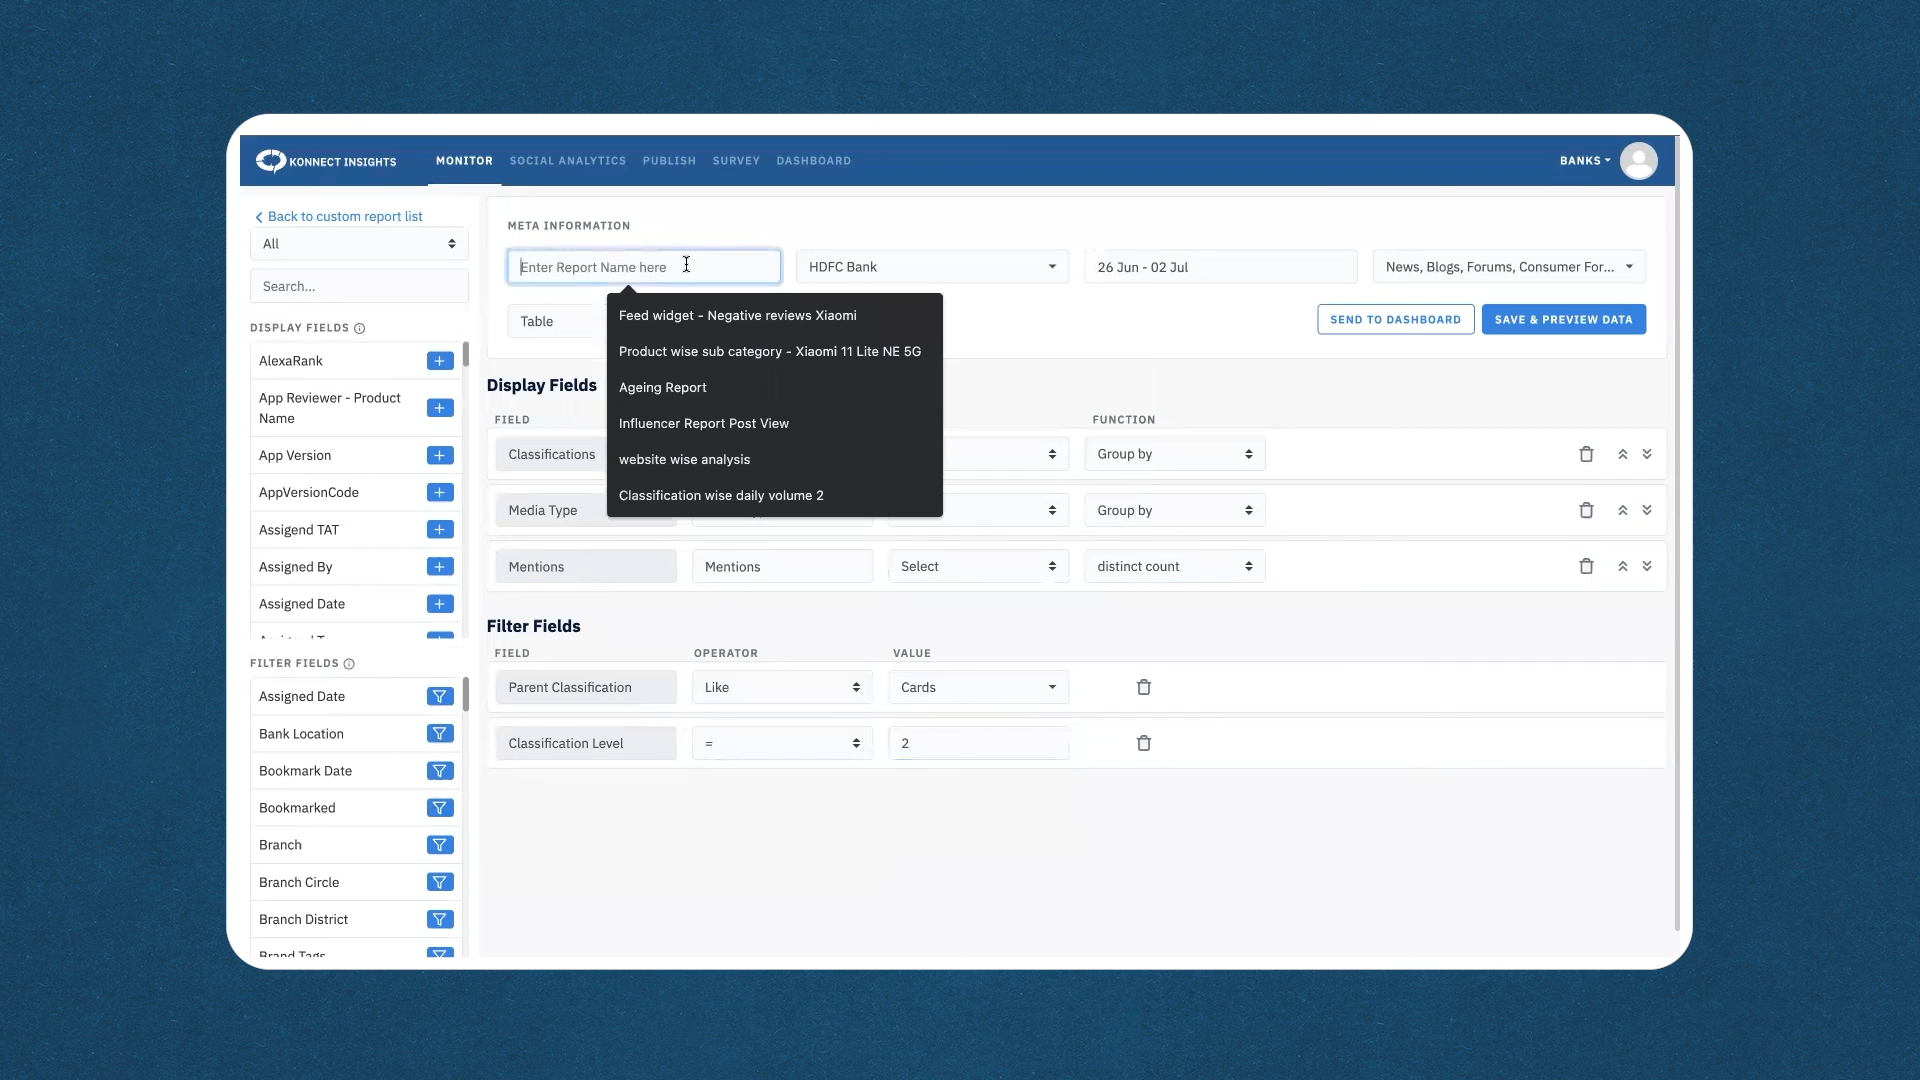 KONNECT INSIGHTS
MONITOR
SOCIAL ANALYTICS
PUBLISH
SURVEY
DASHBOARD
BANKS
Back to custom report list
All
Search...
DISPLAY FIELDS
AlexaRank
App Reviewer - Product
Name
App Version
AppVersionCode
Assigend TAT
Assigned By
Assigned Date
FILTER FIELDS
Assigned Date
Bank Location
Bookmark Date
Bookmarked
Branch
Branch Circle
Branch District
Brand Tags
META INFORMATION
Enter Report Name here
HDFC Bank
26 Jun - 02 Jul
News, Blogs, Forums, Consumer For...
Table
SEND TO DASHBOARD
SAVE & PREVIEW DATA
Feed widget - Negative reviews Xiaomi
Product wise sub category - Xiaomi 11 Lite NE 5G
Ageing Report
Influencer Report Post View
website wise analysis
Classification wise daily volume 2
Display Fields
FIELD
FUNCTION
Classifications
Group by
Media Type
Group by
Mentions
Mentions
Select
distinct count
Filter Fields
FIELD
OPERATOR
VALUE
Parent Classification
Like
Cards
Classification Level
=
2